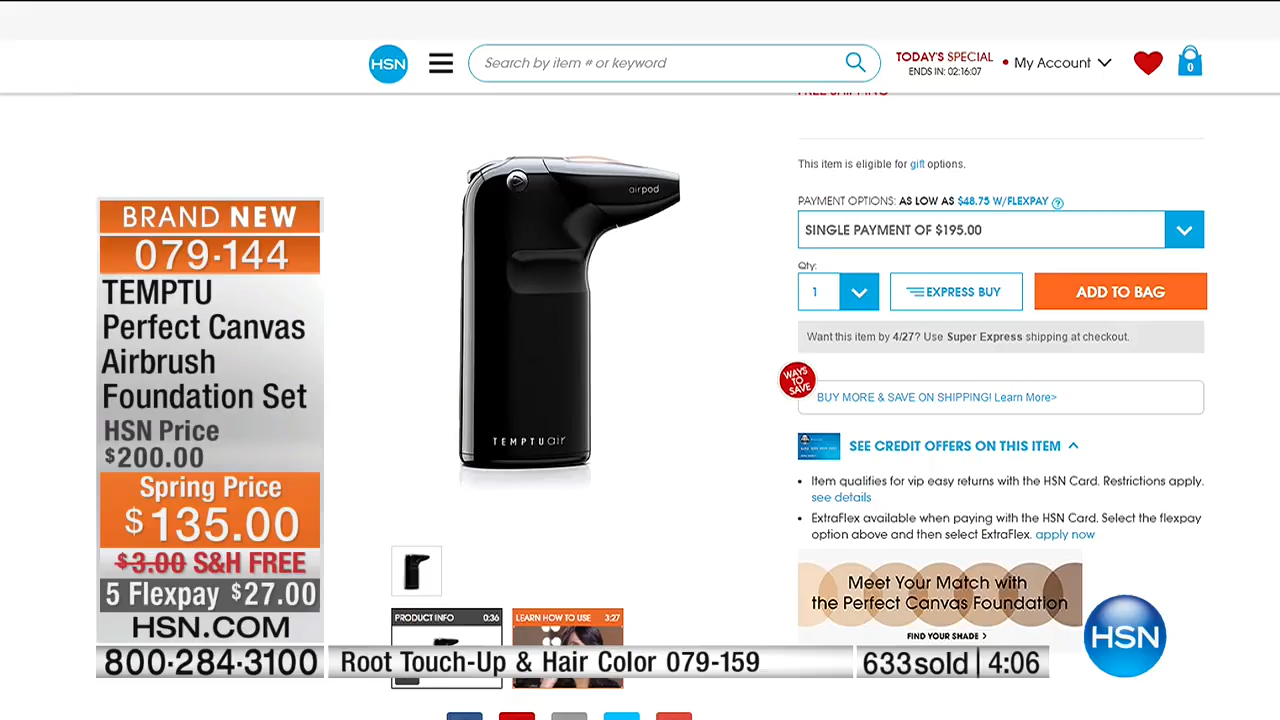 HSN
Search by item # or keyword
TODAY'S SPECIAL
ENDS IN: 02:16:07
My Account
0
FREE SHIPPING
This item is eligible for gift options.
PAYMENT OPTIONS: AS LOW AS $48.75 W/FLEXPAY ?
SINGLE PAYMENT OF $195.00
Qty:
1
EXPRESS BUY
ADD TO BAG
Want this item by 4/27? Use Super Express shipping at checkout.
WAYS
TO
SAVE
BUY MORE & SAVE ON SHIPPING! Learn More>
SEE CREDIT OFFERS ON THIS ITEM
• Item qualifies for vip easy returns with the HSN Card. Restrictions apply.
see details
• ExtraFlex available when paying with the HSN Card. Select the flexpay
option above and then select ExtraFlex. apply now
Meet Your Match with
the Perfect Canvas Foundation
FIND YOUR SHADE >
airpod
TEMPTUair
PRODUCT INFO 0:36
LEARN HOW TO USE 3:27
BRAND NEW
079-144
TEMPTU
Perfect Canvas
Airbrush
Foundation Set
HSN Price
$200.00
Spring Price
$135.00
$3.00 S&H FREE
5 Flexpay $27.00
HSN.COM
800-284-3100
Root Touch-Up & Hair Color 079-159
633sold | 4:06
HSN